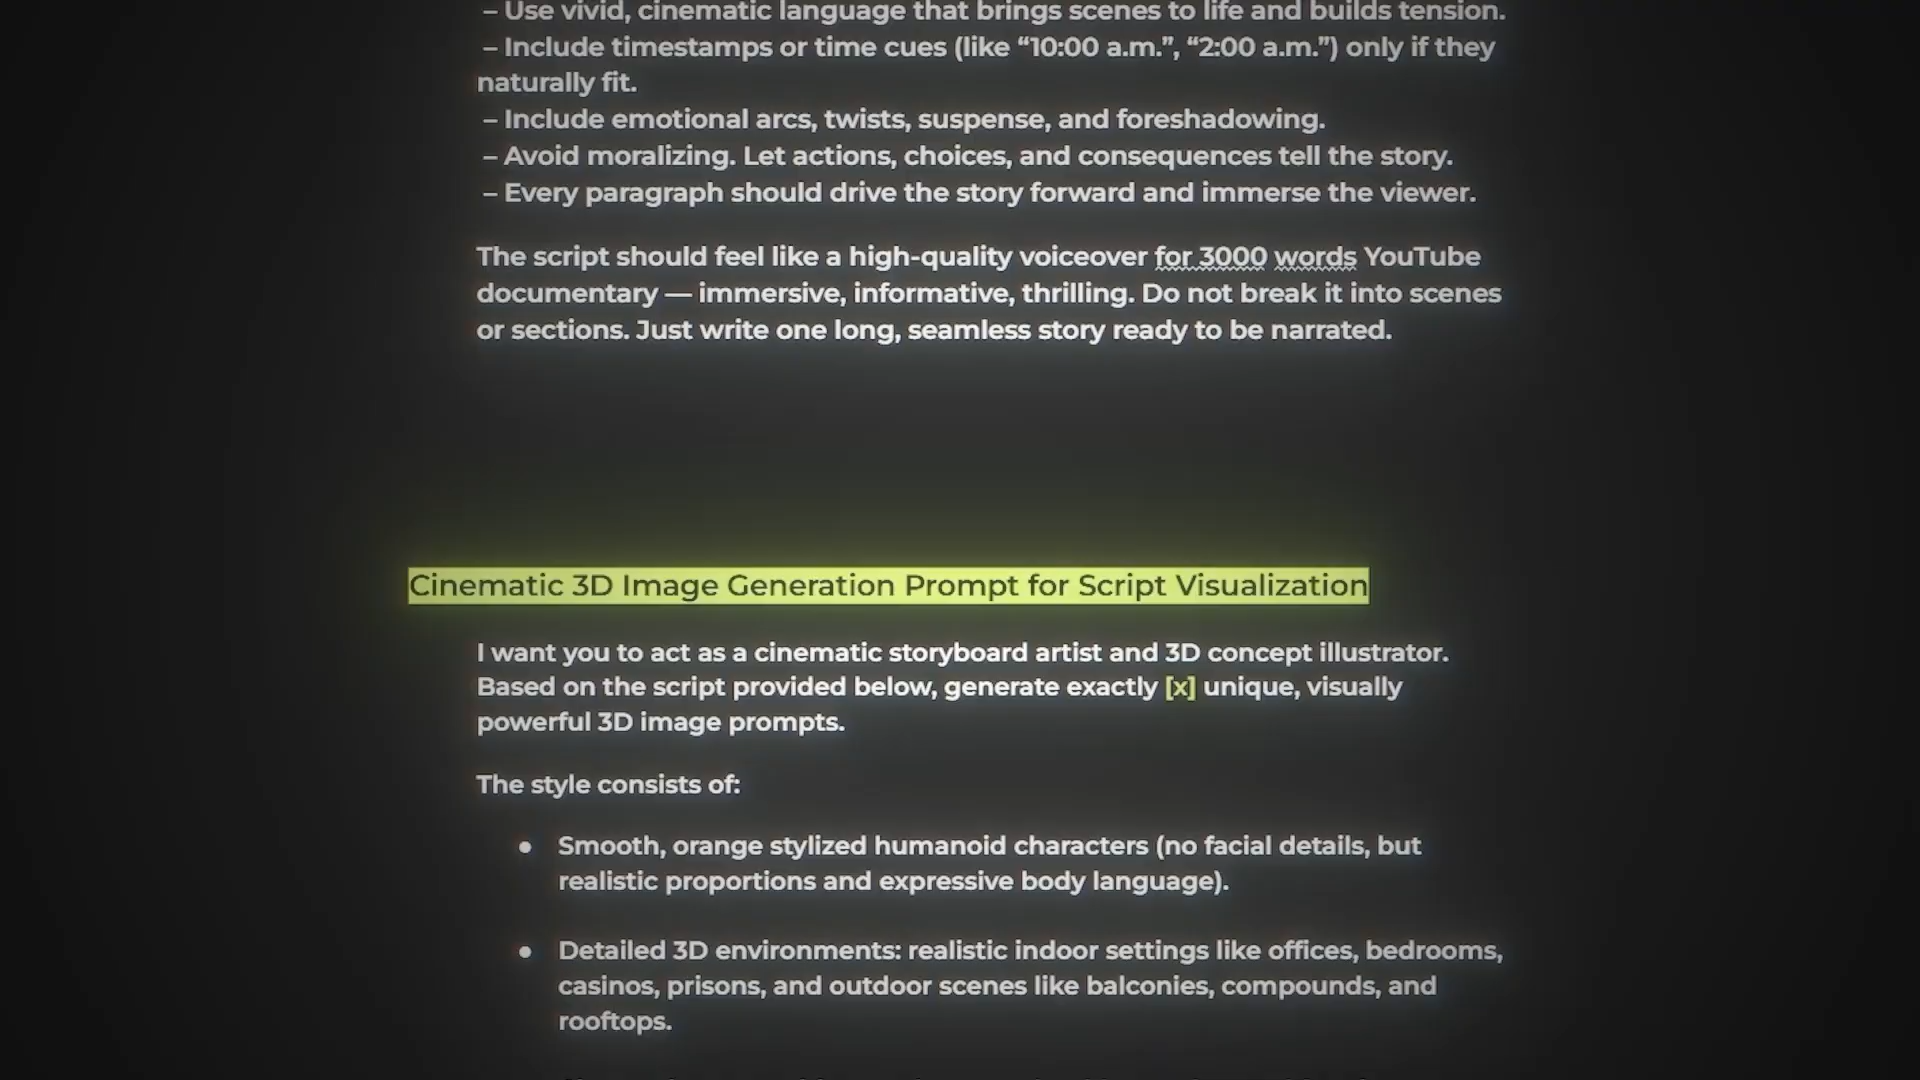 – Use vivid, cinematic language that brings scenes to life and builds tension.
– Include timestamps or time cues (like “10:00 a.m.”, “2:00 a.m.”) only if they
naturally fit.
– Include emotional arcs, twists, suspense, and foreshadowing.
– Avoid moralizing. Let actions, choices, and consequences tell the story.
– Every paragraph should drive the story forward and immerse the viewer.
The script should feel like a high-quality voiceover for 3000 words YouTube
documentary — immersive, informative, thrilling. Do not break it into scenes
or sections. Just write one long, seamless story ready to be narrated.
Cinematic 3D Image Generation Prompt for Script Visualization
I want you to act as a cinematic storyboard artist and 3D concept illustrator.
Based on the script provided below, generate exactly [x] unique, visually
powerful 3D image prompts.
The style consists of:
● Smooth, orange stylized humanoid characters (no facial details, but
realistic proportions and expressive body language).
● Detailed 3D environments: realistic indoor settings like offices, bedrooms,
casinos, prisons, and outdoor scenes like balconies, compounds, and
rooftops.